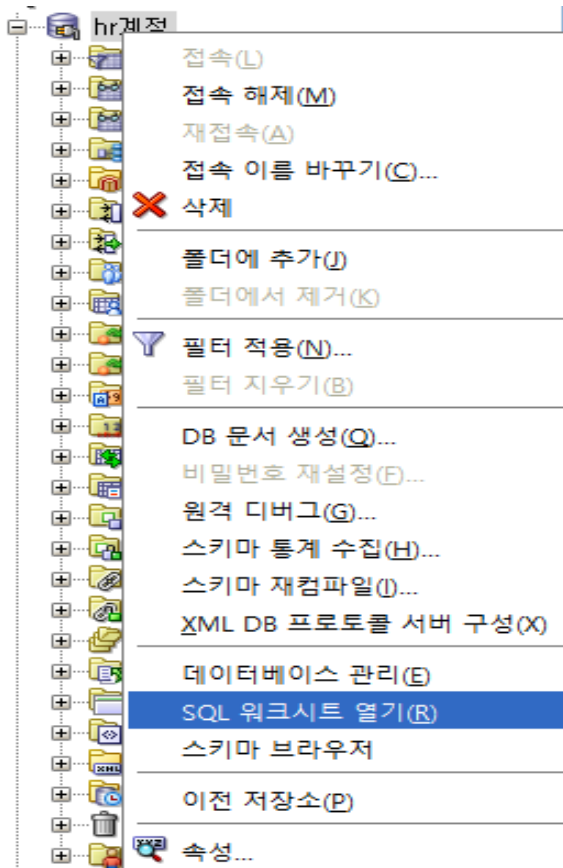 hr계정
접속(L)
접속 해제(M)
재접속(A)
접속 이름 바꾸기(C)...
삭제
폴더에 추가(J)
폴더에서 제거(K)
필터 적용(N)...
필터 지우기(B)
DB 문서 생성(Q)...
비밀번호 재설정(F)...
원격 디버그(G)...
스키마 통계 수집(H)...
스키마 재컴파일(I)...
XML DB 프로토콜 서버 구성(X)
데이터베이스 관리(E)
SQL 워크시트 열기(R)
스키마 브라우저
이전 저장소(P)
속성...